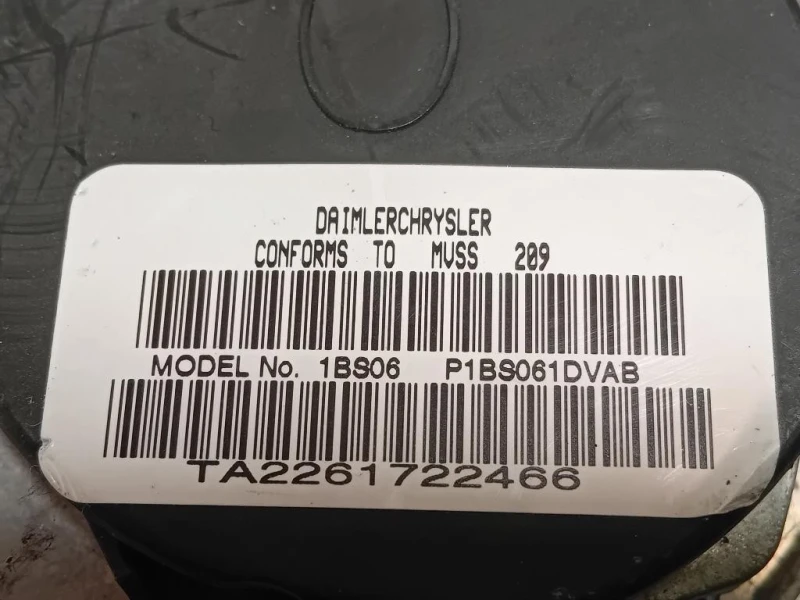 DAIMLERCHRYSLER
CONFORMS TO MVSS 209
MODEL No. 1BS06 P1BS061DVAB
TA2261722466